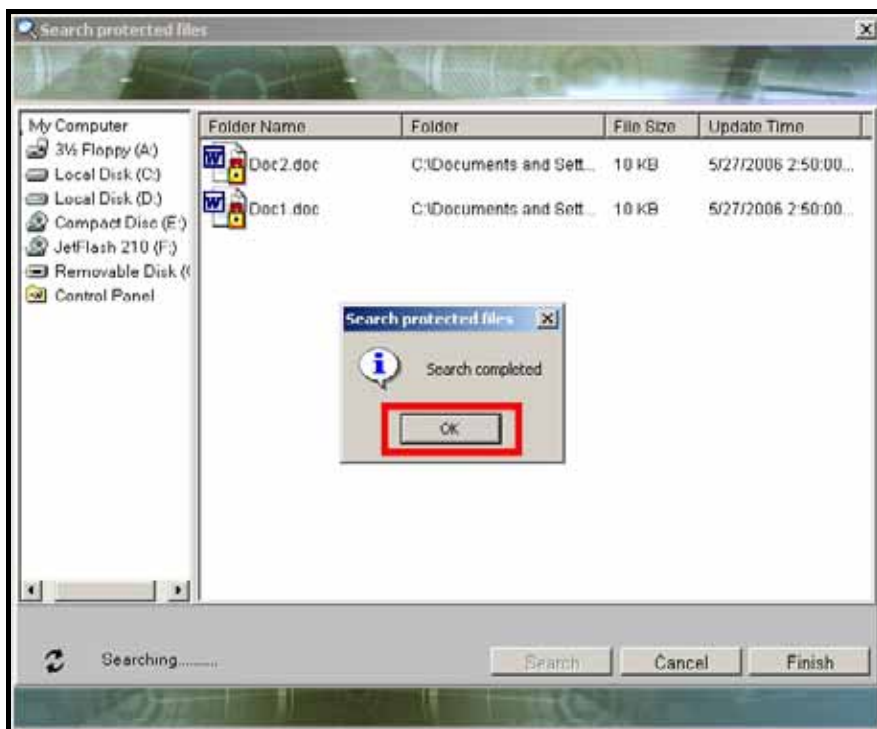 Search protected files
My Computer
3½ Floppy (A:)
Local Disk (C:)
Local Disk (D:)
Compact Disc (E:)
JetFlash 210 (F:)
Removable Disk (
Control Panel
Folder Name Folder File Size Update Time
Doc2.doc C:\Documents and Sett... 10 KB 5/27/2006 2:50:00...
Doc1.doc C:\Documents and Sett... 10 KB 5/27/2006 2:50:00...
Search protected files
Search completed
OK
Searching.........
Search Cancel Finish